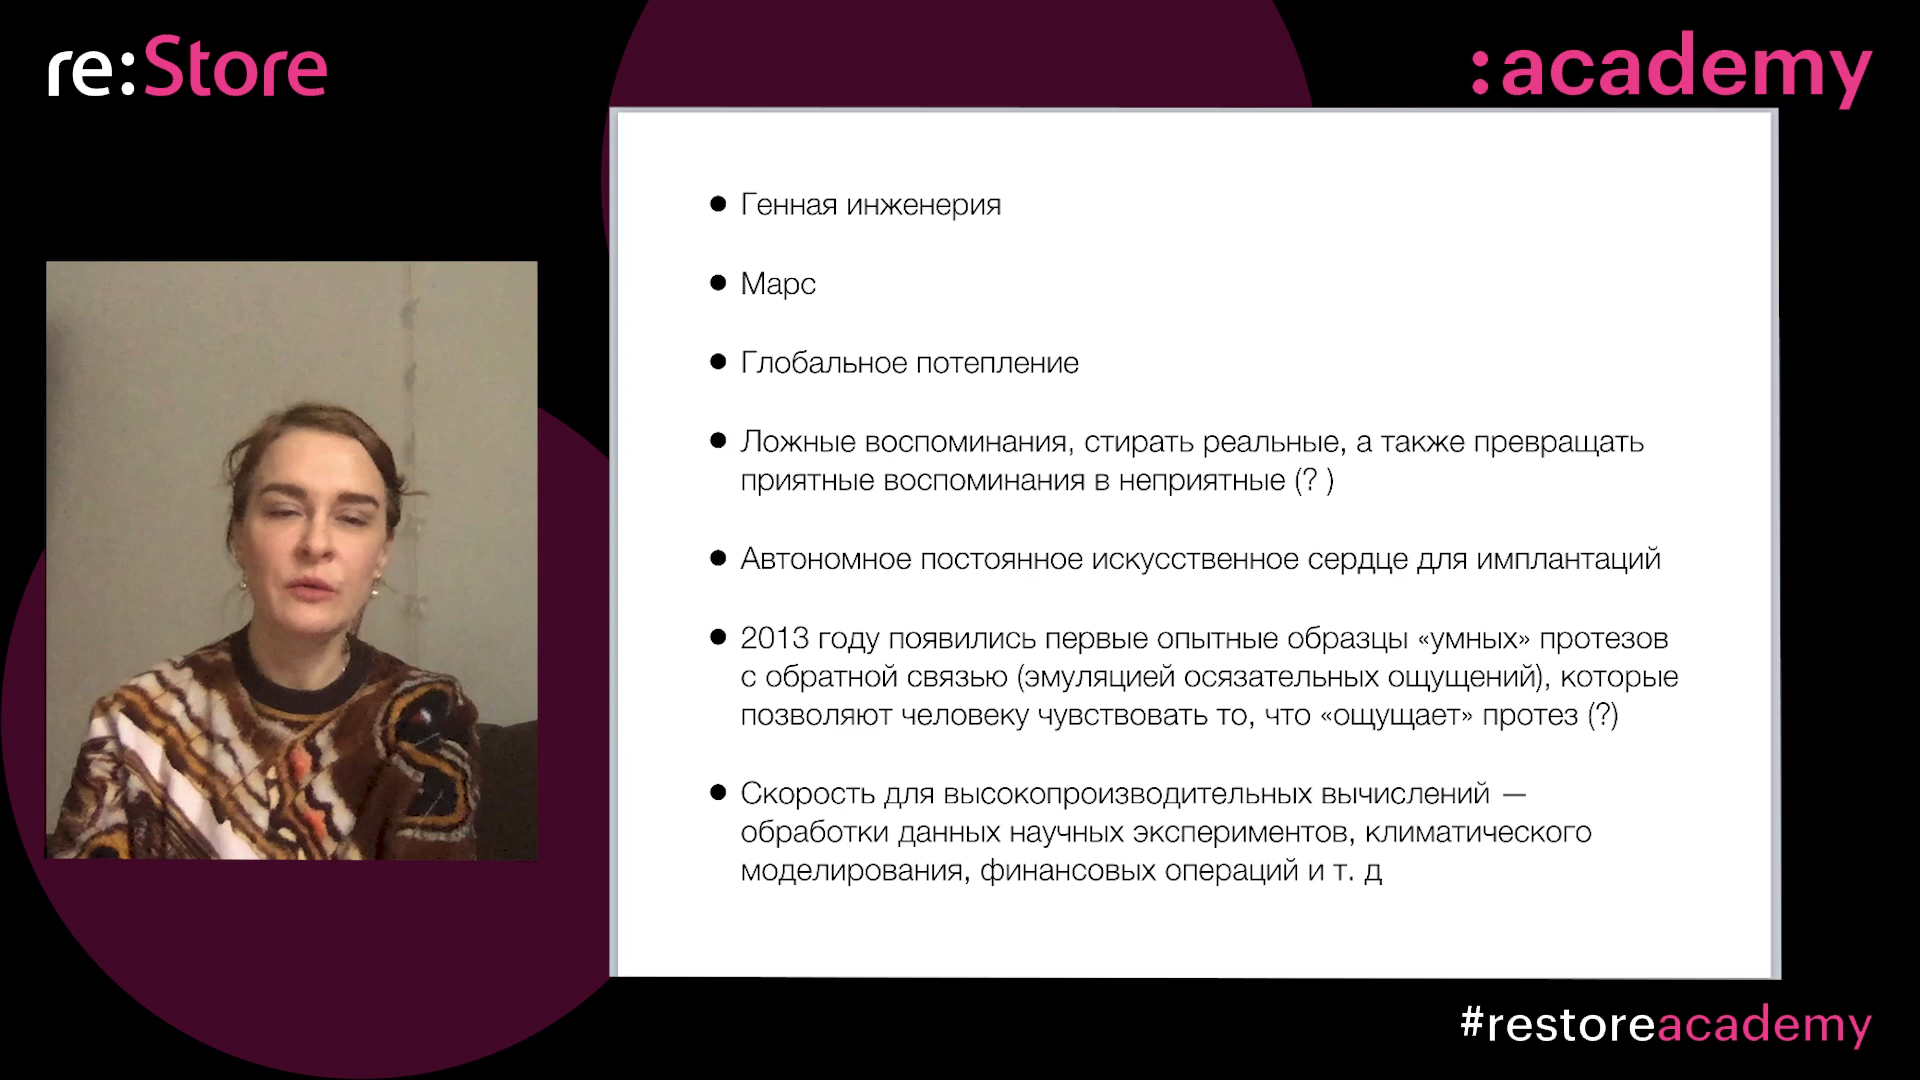 re:Store
:academy
● Генная инженерия
● Марс
● Глобальное потепление
● Ложные воспоминания, стирать реальные, а также превращать
приятные воспоминания в неприятные (? )
● Автономное постоянное искусственное сердце для имплантаций
● 2013 году появились первые опытные образцы «умных» протезов
с обратной связью (эмуляцией осязательных ощущений), которые
позволяют человеку чувствовать то, что «ощущает» протез (?)
● Скорость для высокопроизводительных вычислений —
обработки данных научных экспериментов, климатического
моделирования, финансовых операций и т. д
#restoreacademy